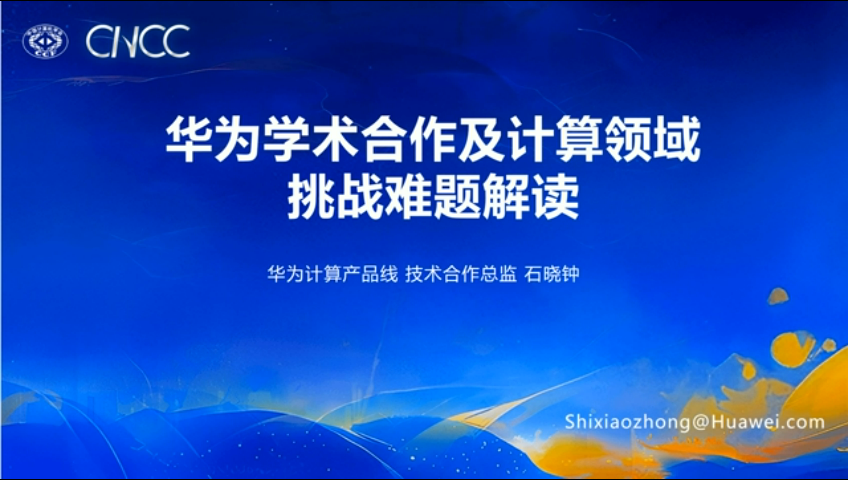 CNCC
CCF
华为学术合作及计算领域
挑战难题解读
华为计算产品线 技术合作总监 石晓钟
Shixiaozhong@Huawei.com